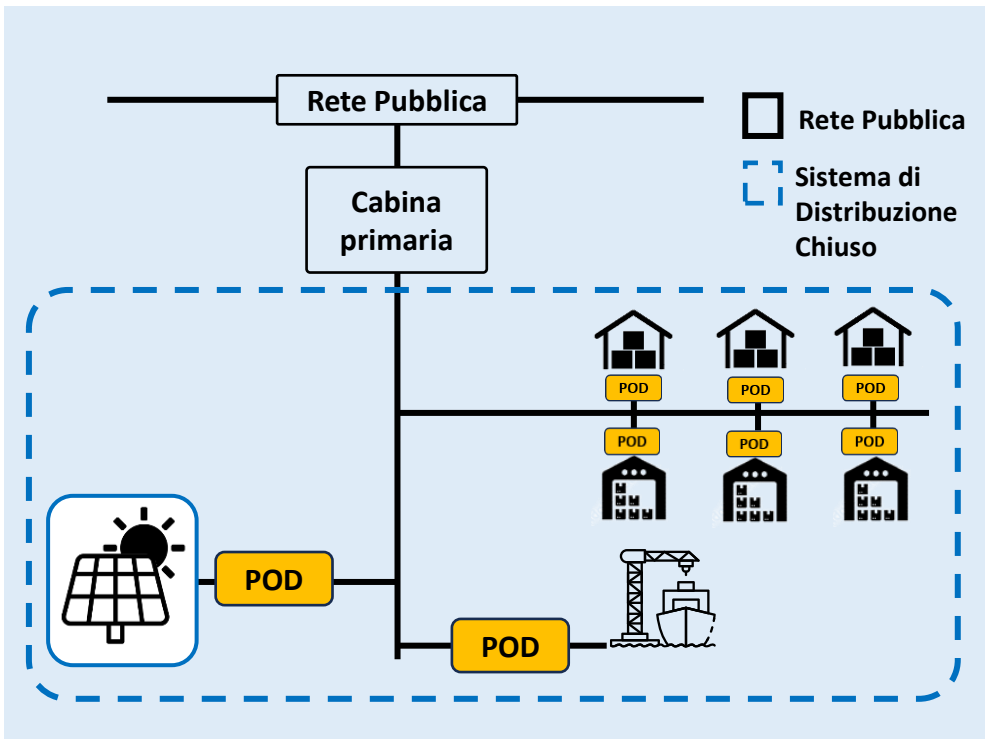 Rete Pubblica
Rete Pubblica
Cabina
primaria
Sistema di
Distribuzione
Chiuso
POD
POD
POD
POD
POD
POD
POD
POD